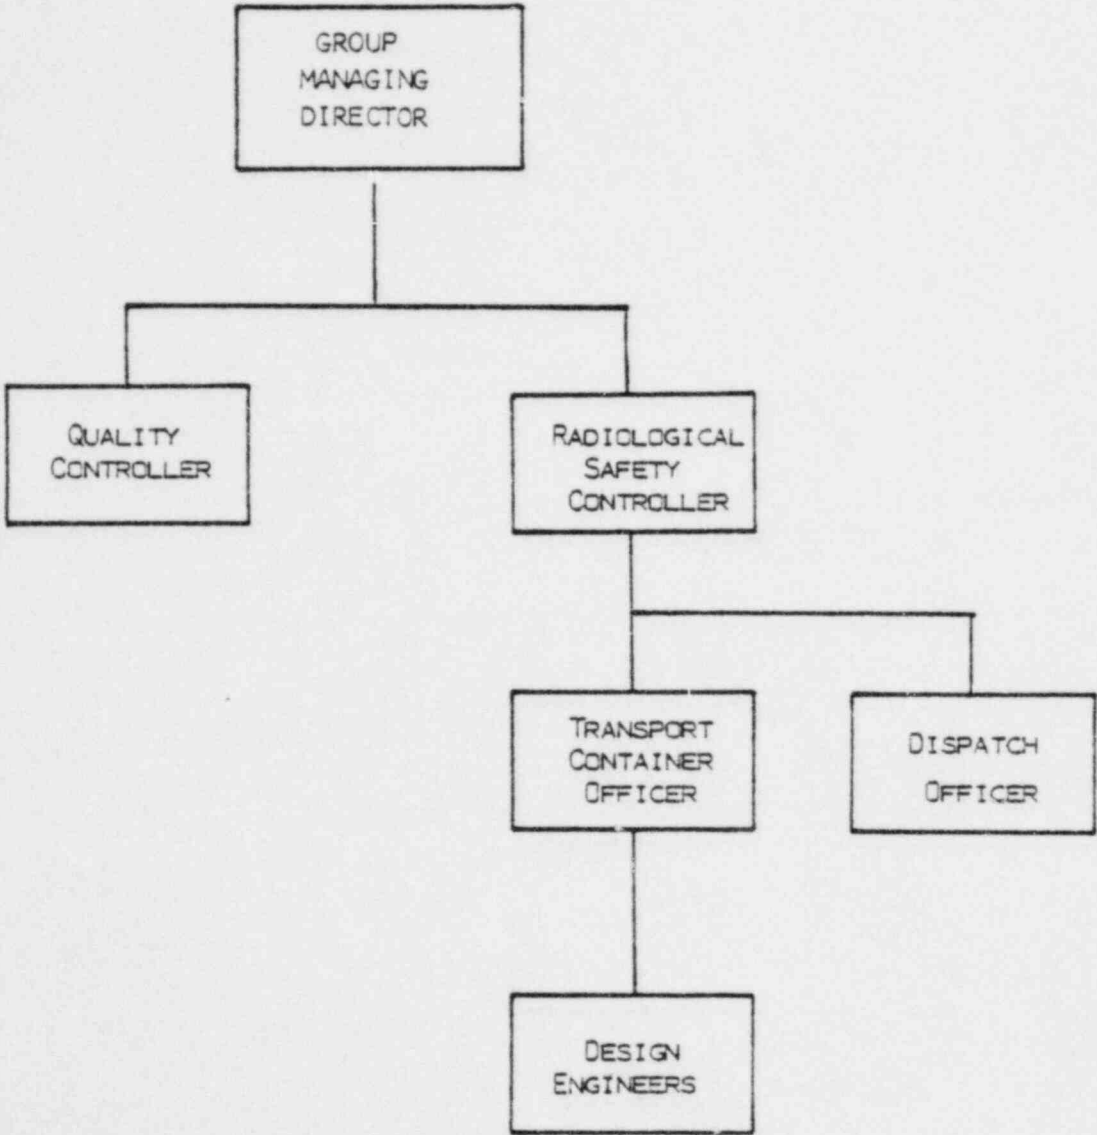 GROUP
MANAGING
DIRECTOR
QUALITY
CONTROLLER
RADIOLOGICAL
SAFETY
CONTROLLER
TRANSPORT
CONTAINER
OFFICER
DISPATCH
OFFICER
DESIGN
ENGINEERS